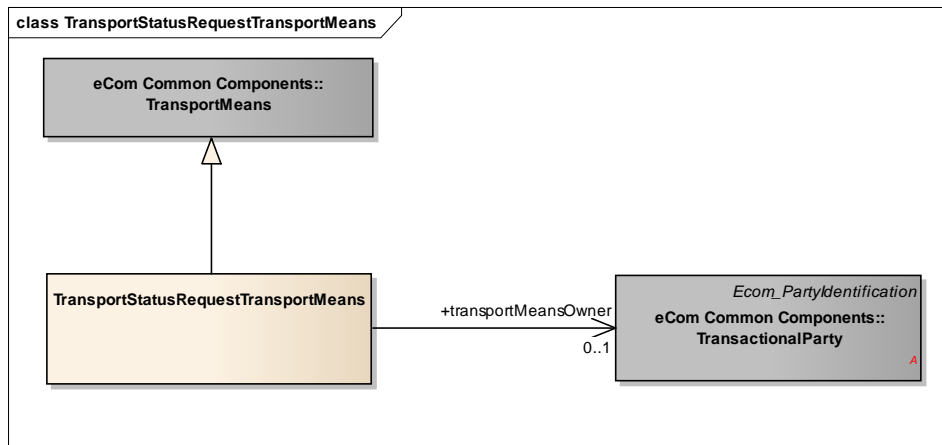 class TransportStatusRequestTransportMeans
eCom Common Components::
TransportMeans
TransportStatusRequestTransportMeans
+transportMeansOwner
0..1
Ecom_PartyIdentification
eCom Common Components::
TransactionalParty
A